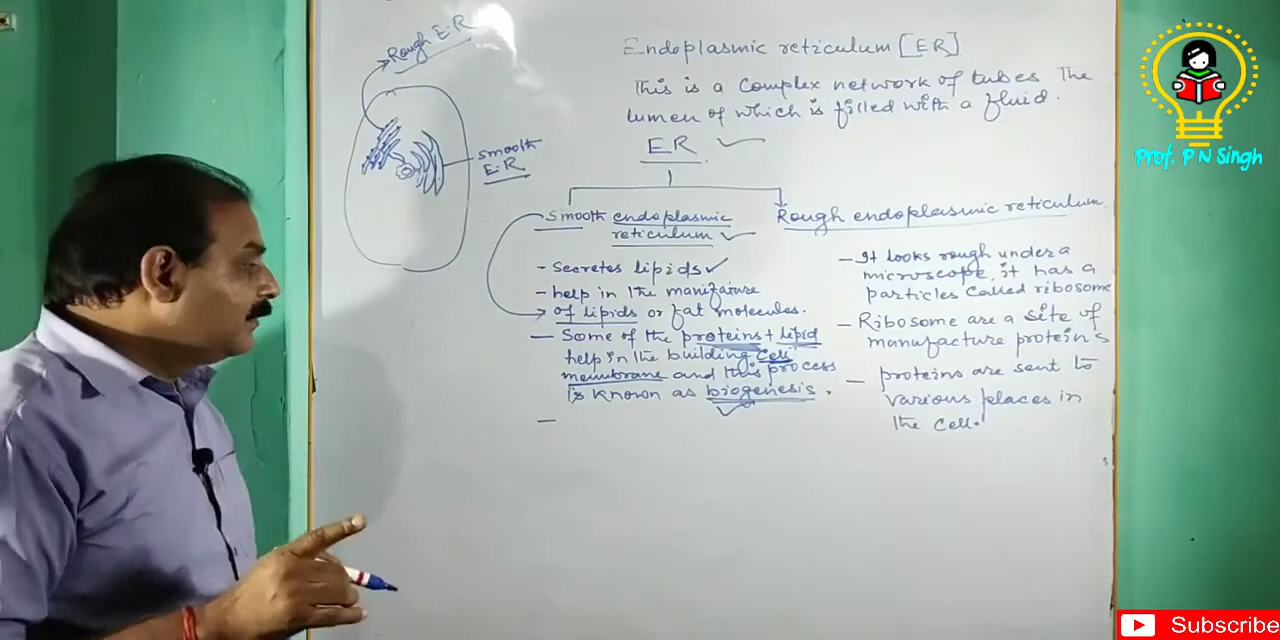 Rough E.R
Smooth
E.R
Endoplasmic reticulum [ER]
This is a complex network of tubes The
lumen of which is filled with a fluid.
ER
Smooth endoplasmic
reticulum
- Secretes lipids
- help in the manufature
of lipids or fat molecules.
- Some of the proteins + lipid
help in the building cell
membrane and this process
is known as biogenesis.
-
Rough endoplasmic reticulum.
- It looks rough under a
microscope, it has a
particles called ribosome
- Ribosome are a site of
manufacture protein's
- proteins are sent to
various places in
the cell.
Prof. P N Singh
Subscribe